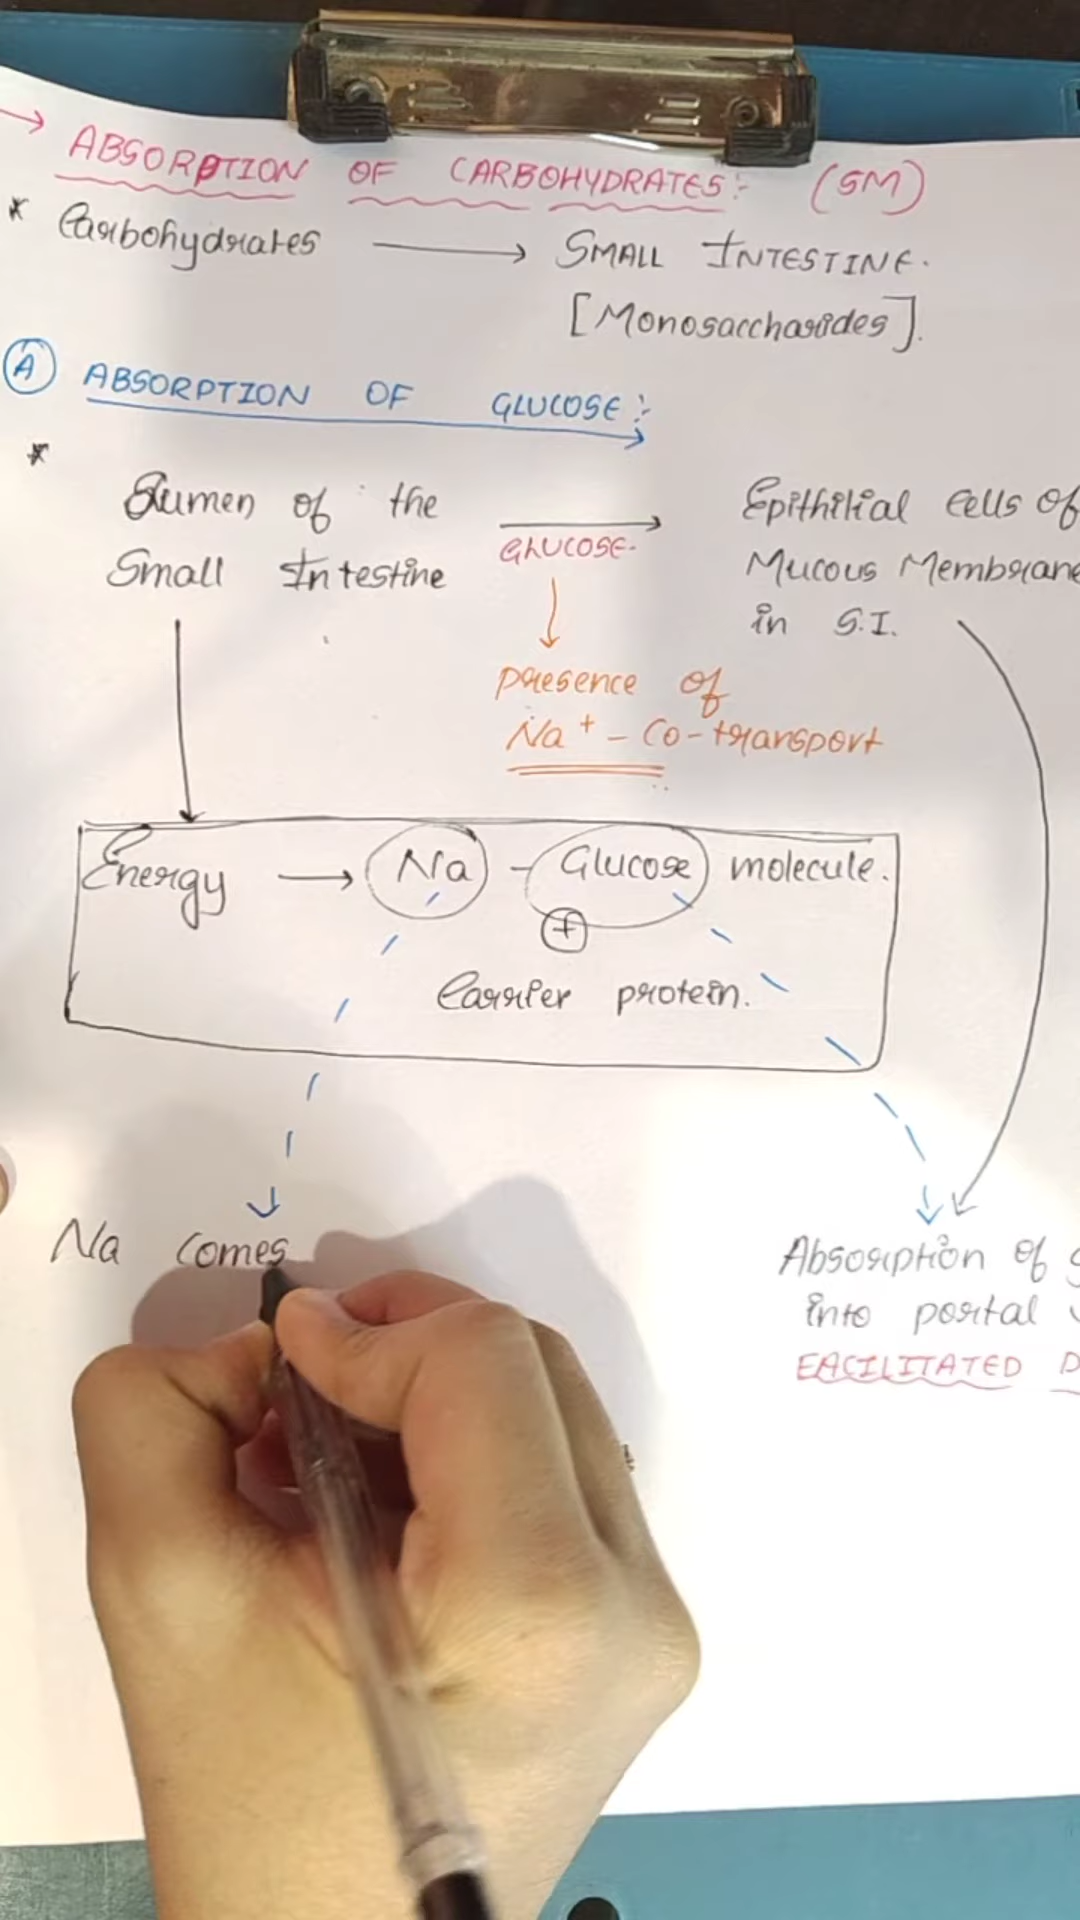 → ABSORPTION OF CARBOHYDRATES:- (5M)
* Carbohydrates → SMALL INTESTINE.
[Monosaccharides].
A ABSORPTION OF GLUCOSE:-
* Lumen of the Small Intestine
→ GLUCOSE.
Epithilial Cells of
Mucous Membrane
in S.I.
↓
presence of
Na+ - Co-transport
Energy → Na - Glucose molecule.
+
Carrier protein.
Na comes
Absorption of
into portal
FACILITATED